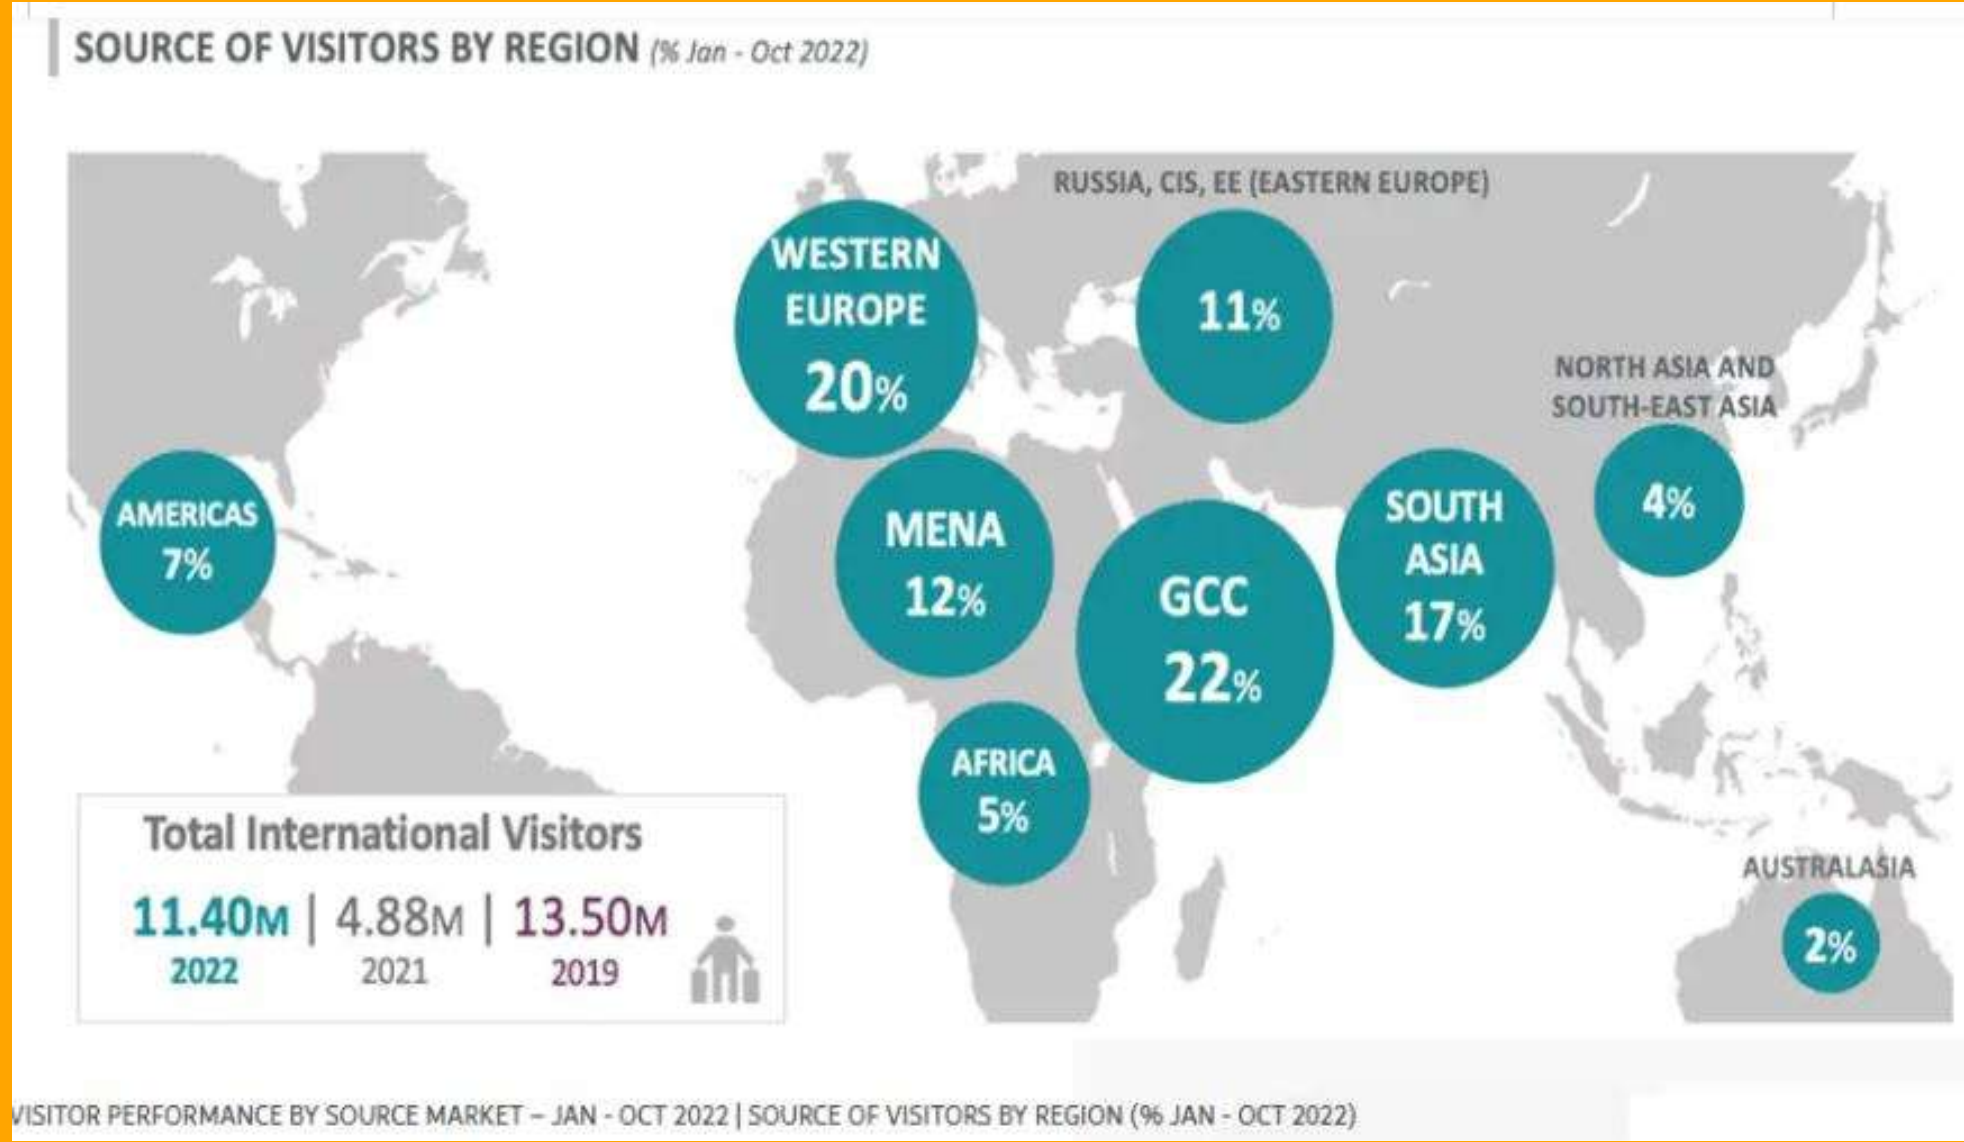 SOURCE OF VISITORS BY REGION (% Jan - Oct 2022)
RUSSIA, CIS, EE (EASTERN EUROPE)
11%
WESTERN
EUROPE
20%
NORTH ASIA AND
SOUTH-EAST ASIA
4%
AMERICAS
7%
MENA
12%
GCC
22%
SOUTH
ASIA
17%
AFRICA
5%
AUSTRALASIA
2%
Total International Visitors
11.40M | 4.88M | 13.50M
2022 2021 2019
VISITOR PERFORMANCE BY SOURCE MARKET – JAN - OCT 2022 | SOURCE OF VISITORS BY REGION (% JAN - OCT 2022)